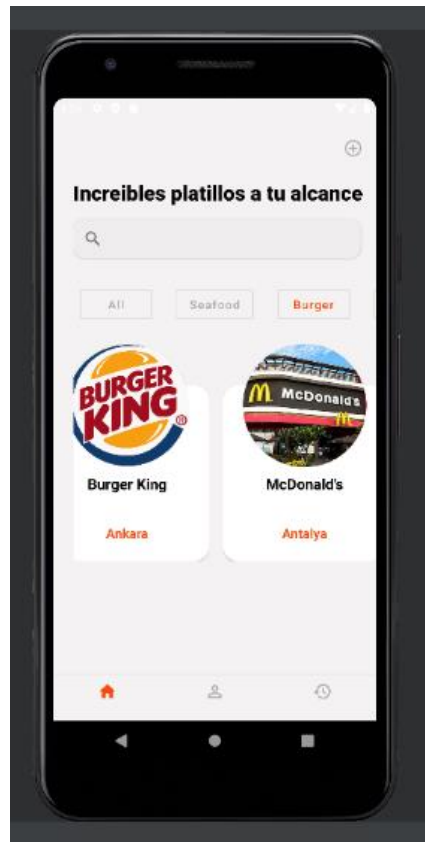 Increibles platillos a tu alcance
All Seafood Burger
BURGER
KING
®
M McDonald's
M
Burger King McDonald's
Ankara Antalya